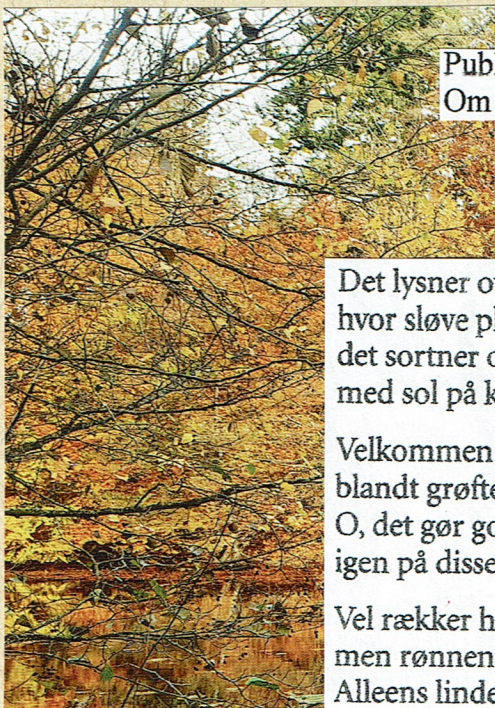 Pub.
Om
Det lysner o
hvor sløve pl
det sortner o
med sol på k
Velkommen
blandt grøfte
O, det gør go
igen på disse
Vel rækker h
men rønnen
Alleens linde